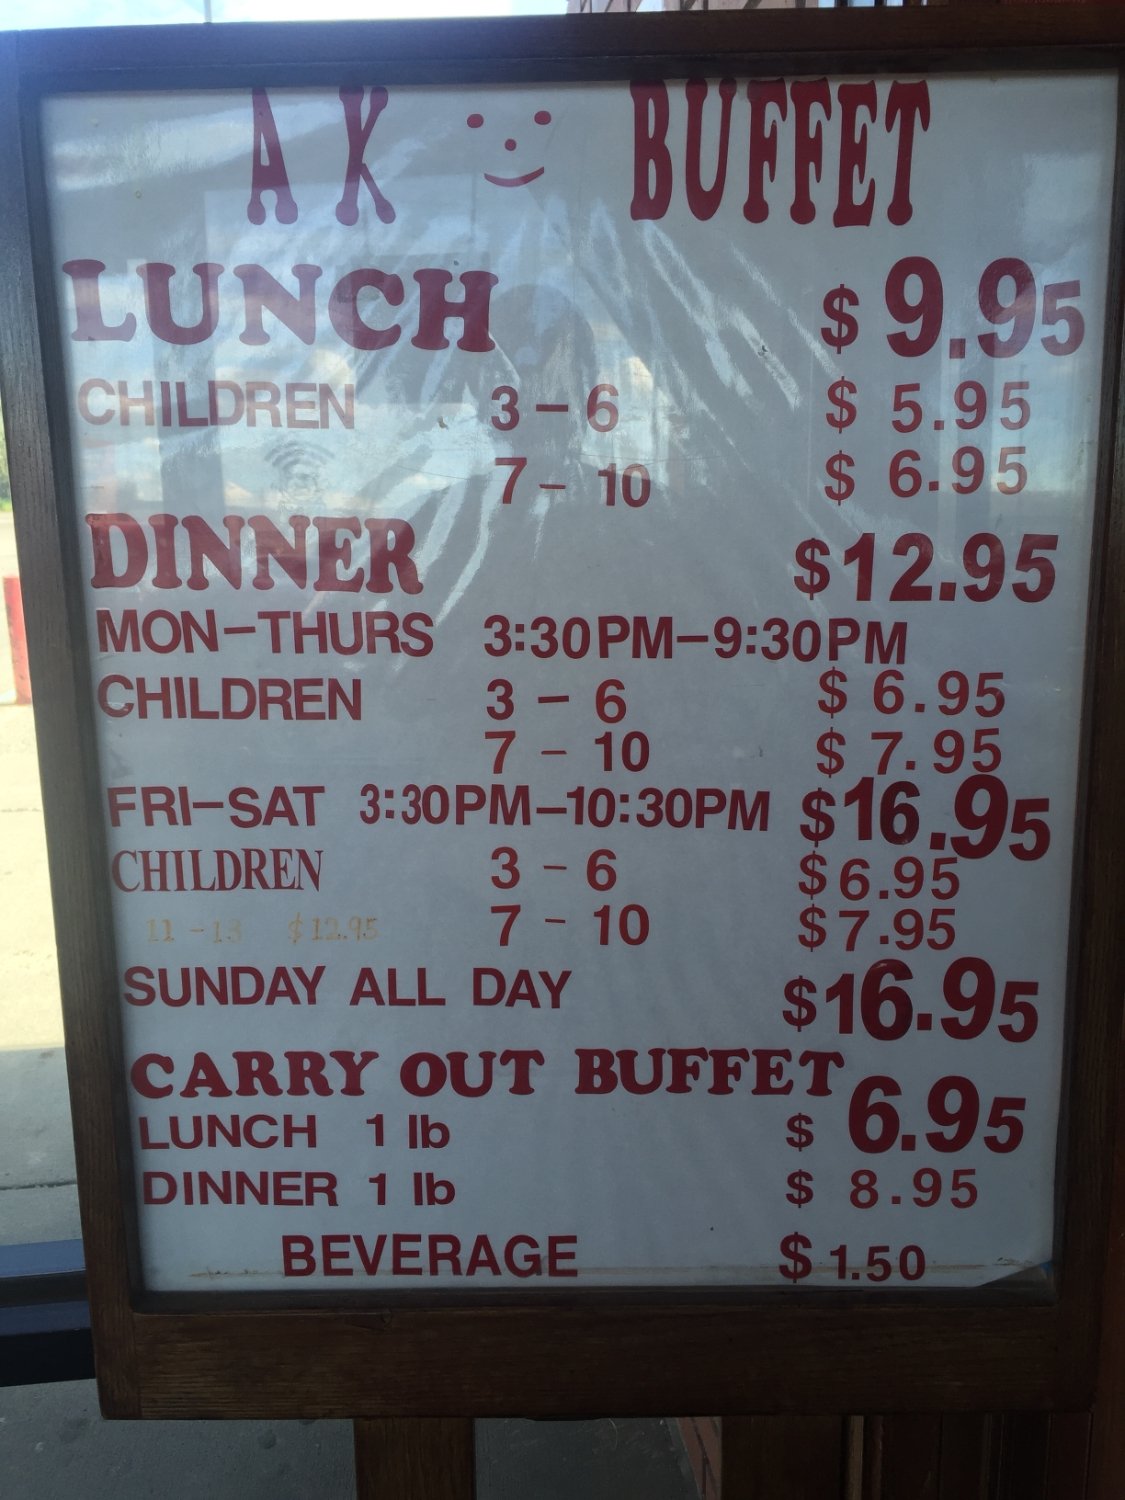 AK BUFFET
LUNCH $9.95
CHILDREN 3-6 $5.95
7-10 $6.95
DINNER $12.95
MON-THURS 3:30PM-9:30PM
CHILDREN 3-6 $6.95
7-10 $7.95
FRI-SAT 3:30PM-10:30PM $16.95
CHILDREN 3-6 $6.95
11-13 $12.95 7-10 $7.95
SUNDAY ALL DAY $16.95
CARRY OUT BUFFET
LUNCH 1 lb $6.95
DINNER 1 lb $8.95
BEVERAGE $1.50